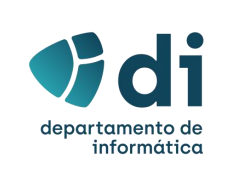 di
departamento de
informática